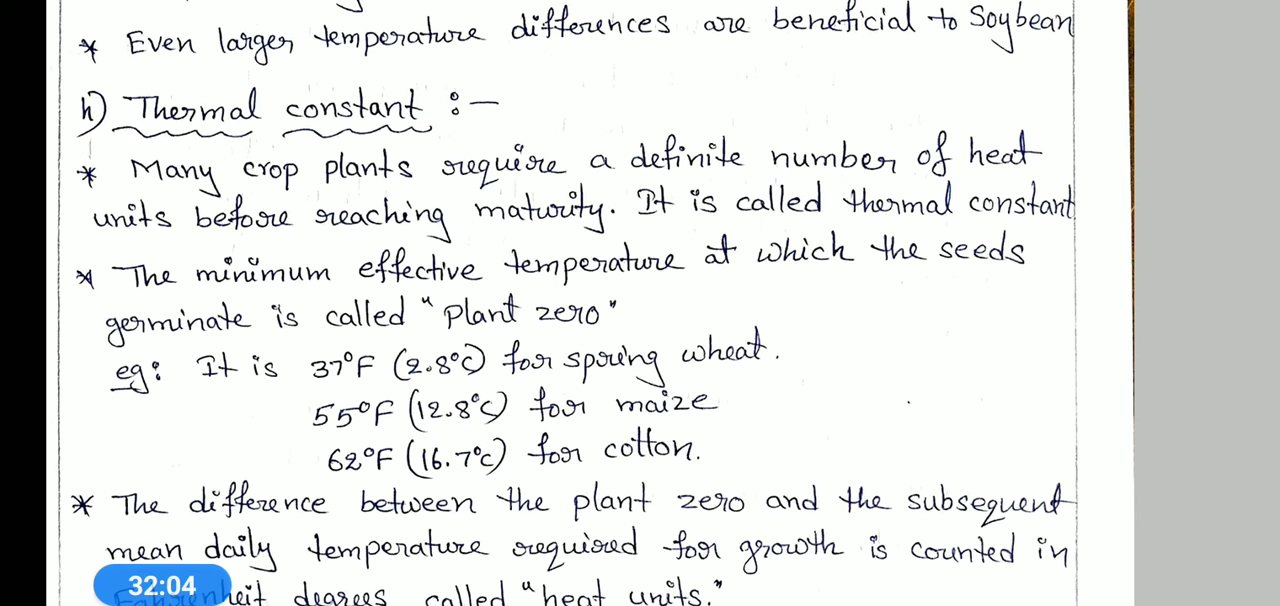 * Even larger temperature differences are beneficial to Soybean
h) Thermal constant :-
* Many crop plants require a definite number of heat
units before reaching maturity. It is called thermal constant
* The minimum effective temperature at which the seeds
germinate is called "plant zero"
eg: It is 37°F (2.8°C) for spring wheat.
55°F (12.8°C) for maize
62°F (16.7°C) for cotton.
* The difference between the plant zero and the subsequent
mean daily temperature required for growth is counted in
32:04
Fahrenheit degrees called "heat units."